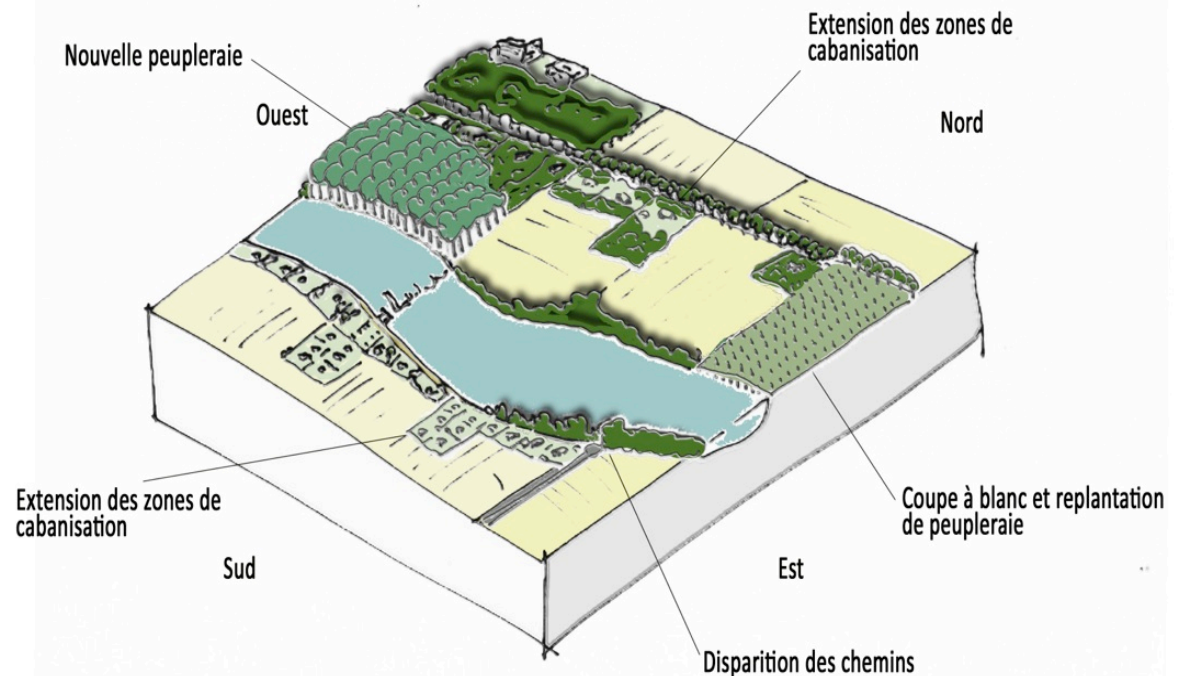 Extension des zones de
cabanisation
Nouvelle peupleraie
Ouest
Nord
Extension des zones de
cabanisation
Coupe à blanc et replantation
de peupleraie
Sud
Est
Disparition des chemins